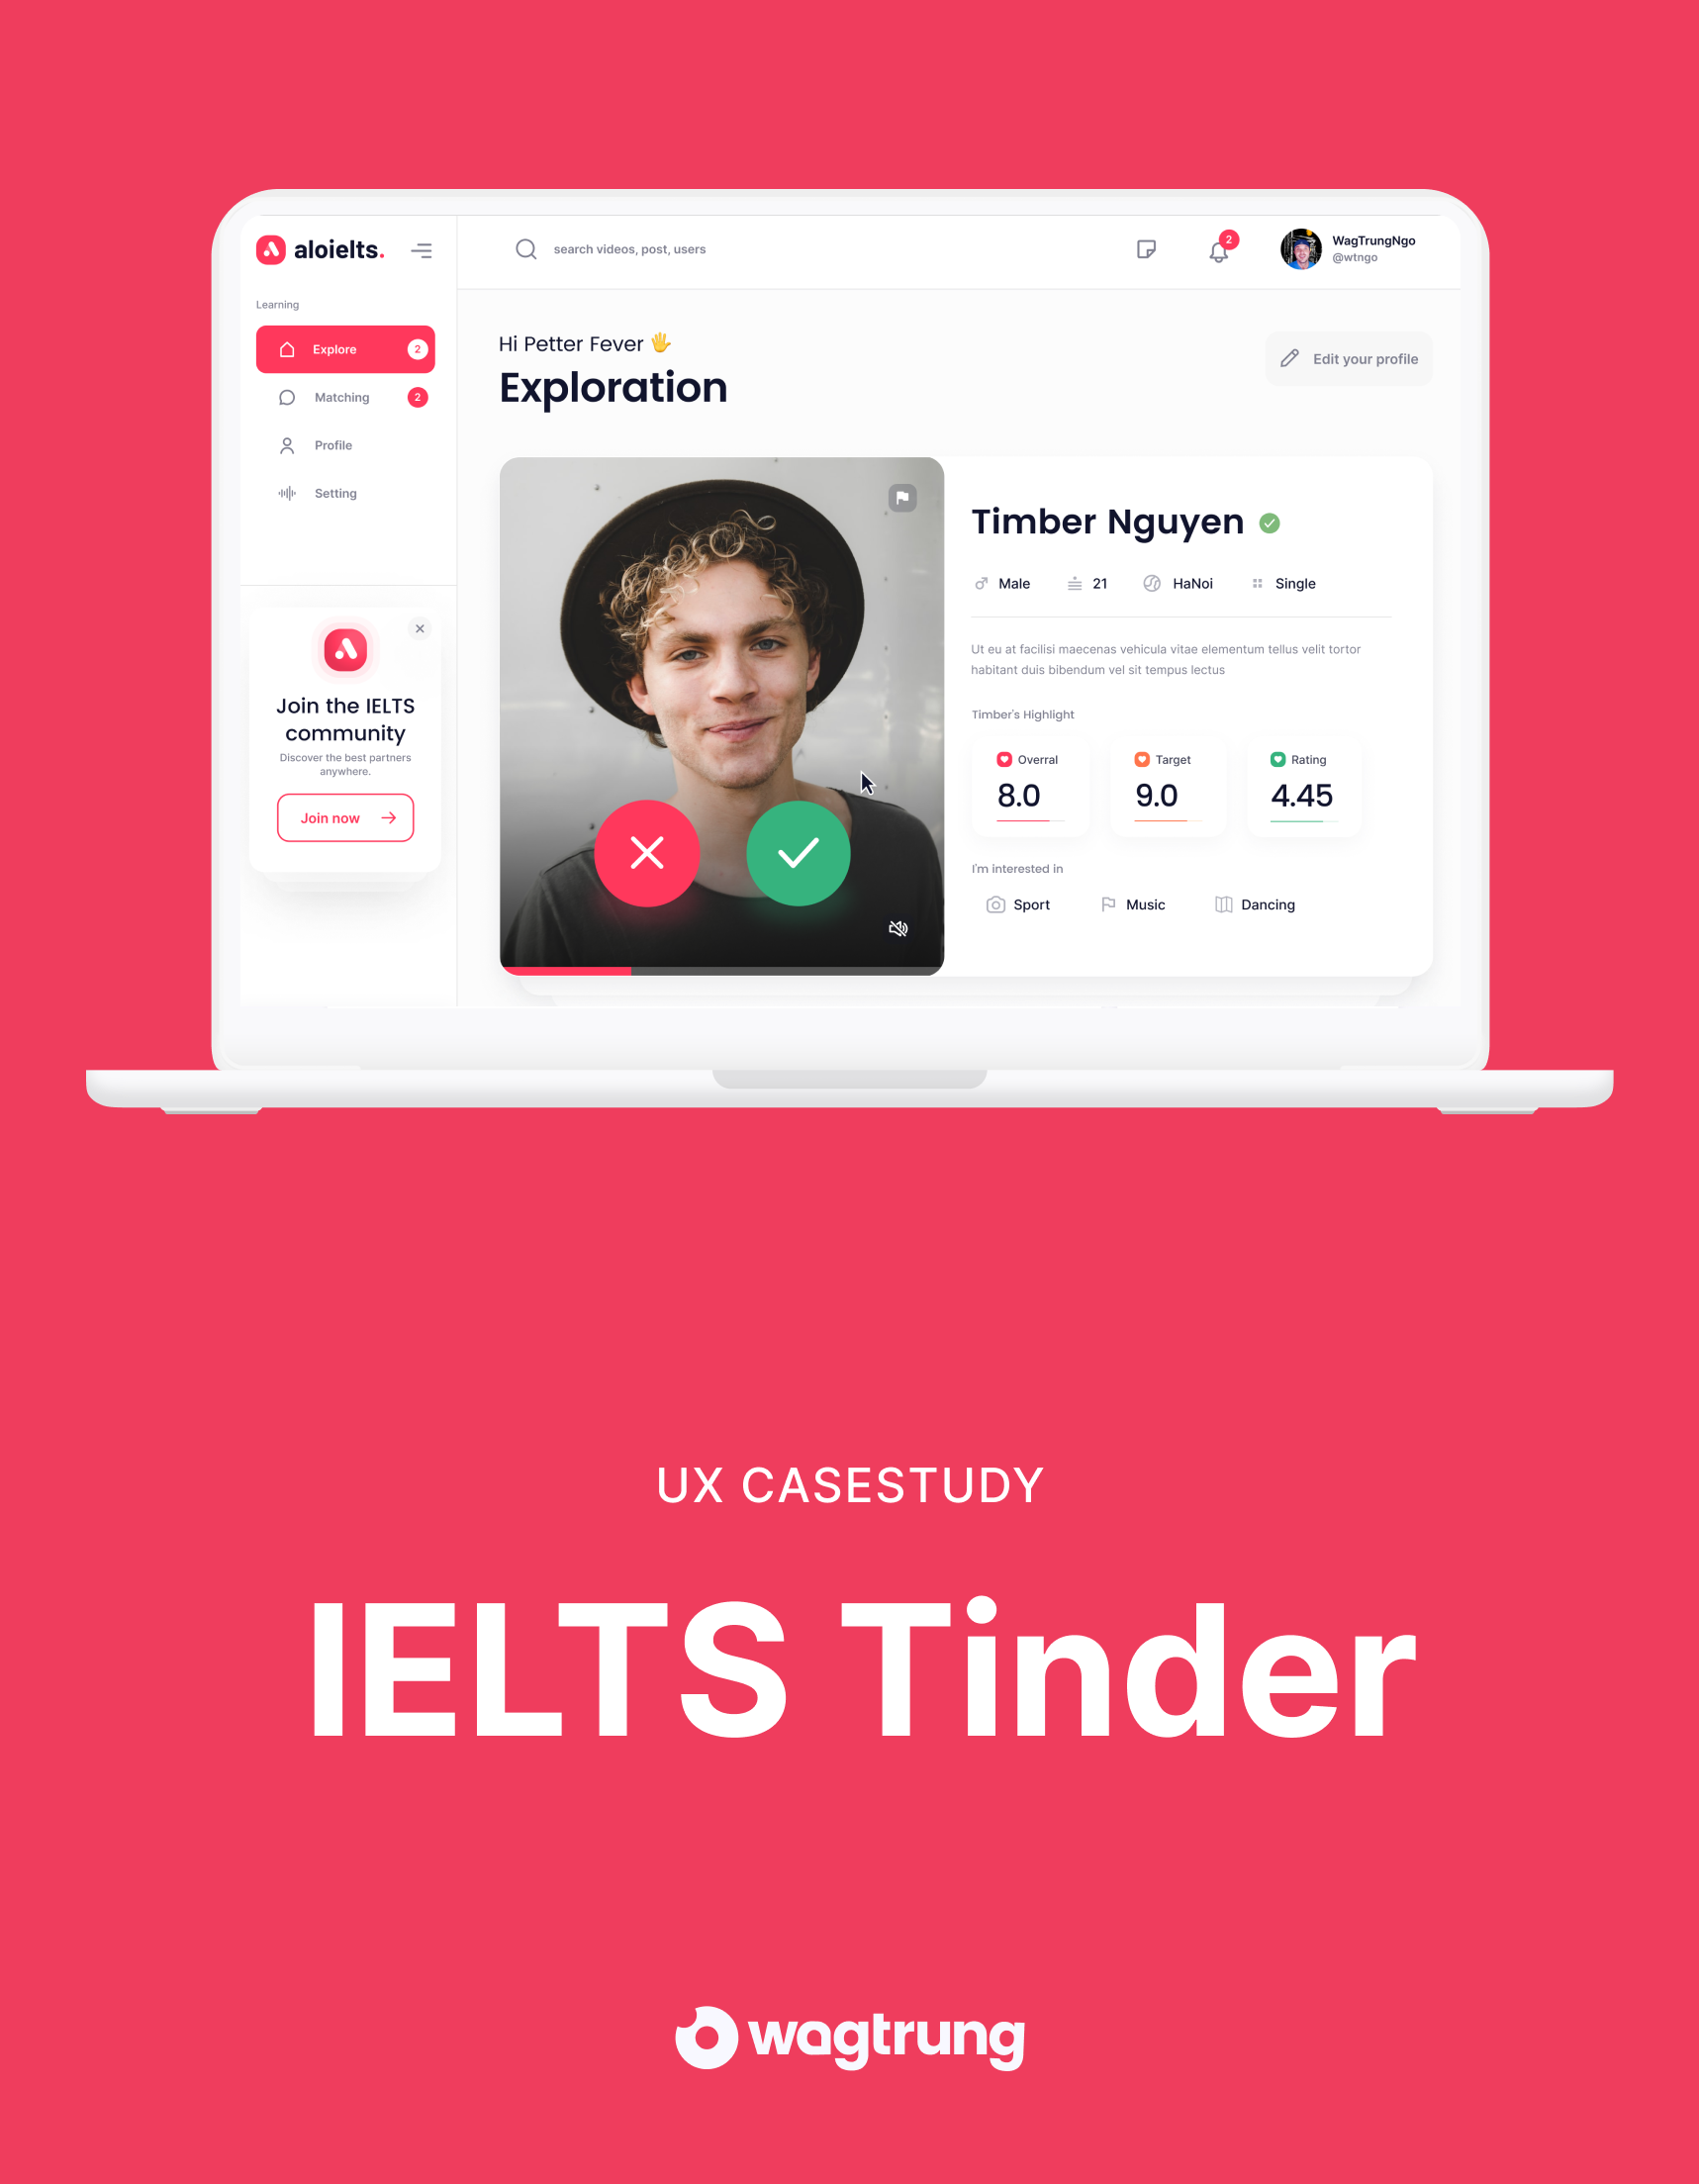 aloielts.
search videos, post, users
2
WagTrungNgo
@wtngo
Learning
Explore
2
Matching
2
Profile
Setting
Join the IELTS
community
Discover the best partners
anywhere.
Join now
Hi Petter Fever
Exploration
Edit your profile
Timber Nguyen
Male
21
HaNoi
Single
Ut eu at facilisi maecenas vehicula vitae elementum tellus velit tortor
habitant duis bibendum vel sit tempus lectus
Timber's Highlight
Overral
8.0
Target
9.0
Rating
4.45
I'm interested in
Sport
Music
Dancing
UX CASESTUDY
IELTS Tinder
wagtrung